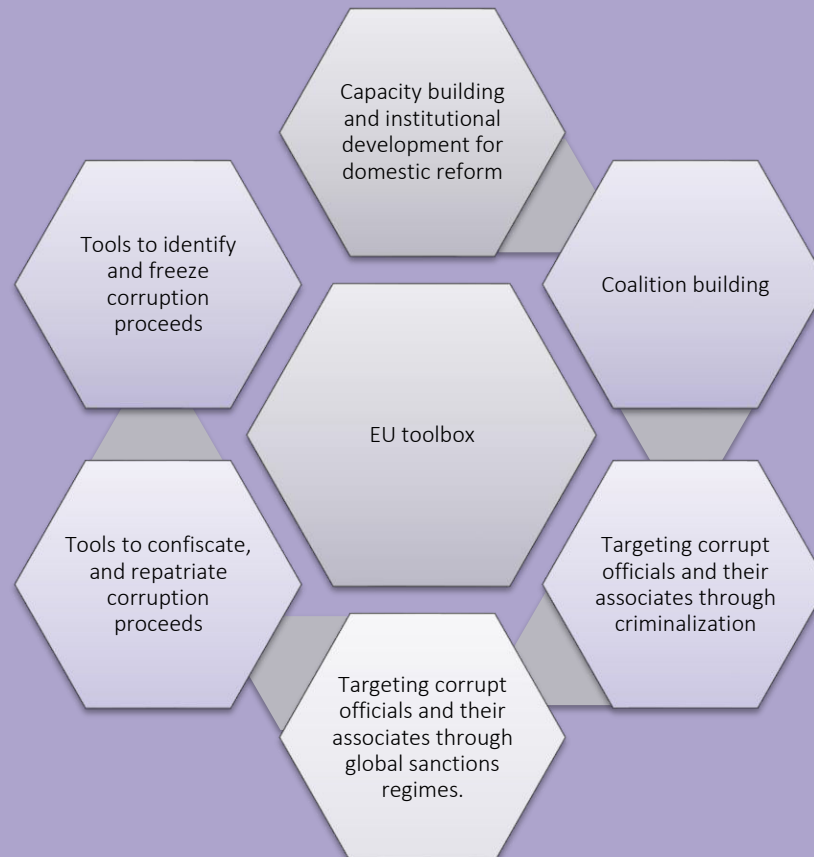 Capacity building
and institutional
development for
domestic reform
Tools to identify
and freeze
corruption
proceeds
Coalition building
EU toolbox
Tools to confiscate,
and repatriate
corruption
proceeds
Targeting corrupt
officials and their
associates through
criminalization
Targeting corrupt
officials and their
associates through
global sanctions
regimes.